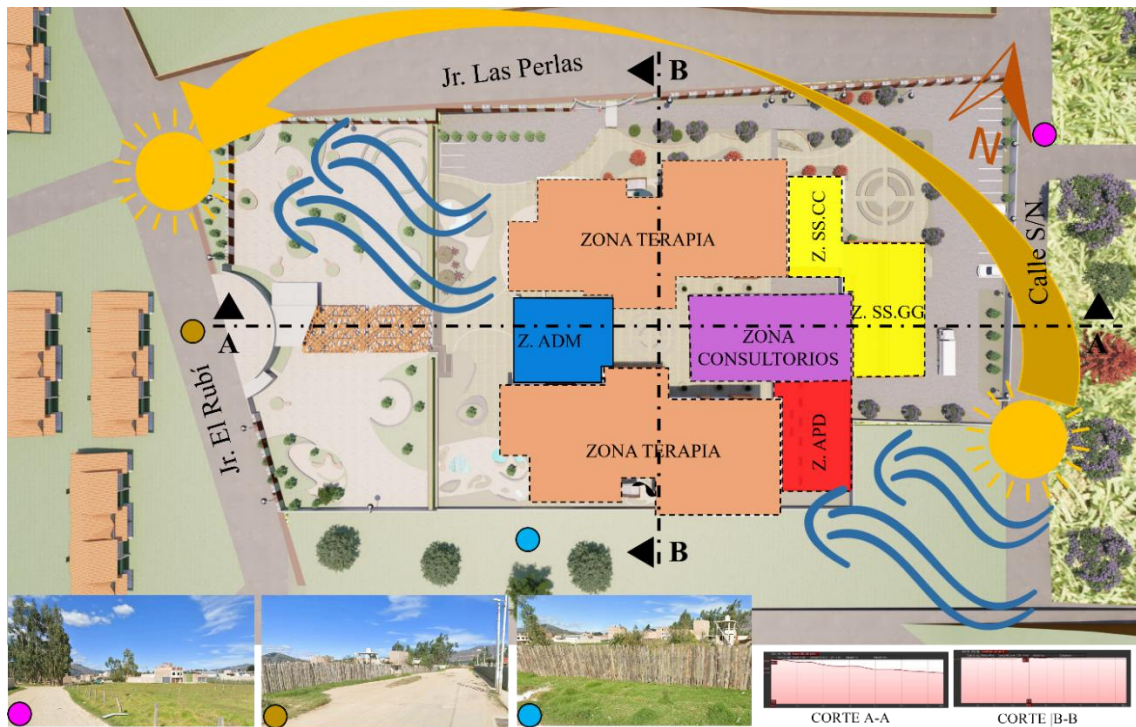 Jr. Las Perlas
B
N
Calle S/N
ZONA TERAPIA
Z. SS.CC
Z. SS.GG
A
Jr. El Rubí
Z. ADM
ZONA
CONSULTORIOS
A
ZONA TERAPIA
Z. APD
B
CORTE A-A
CORTE |B-B